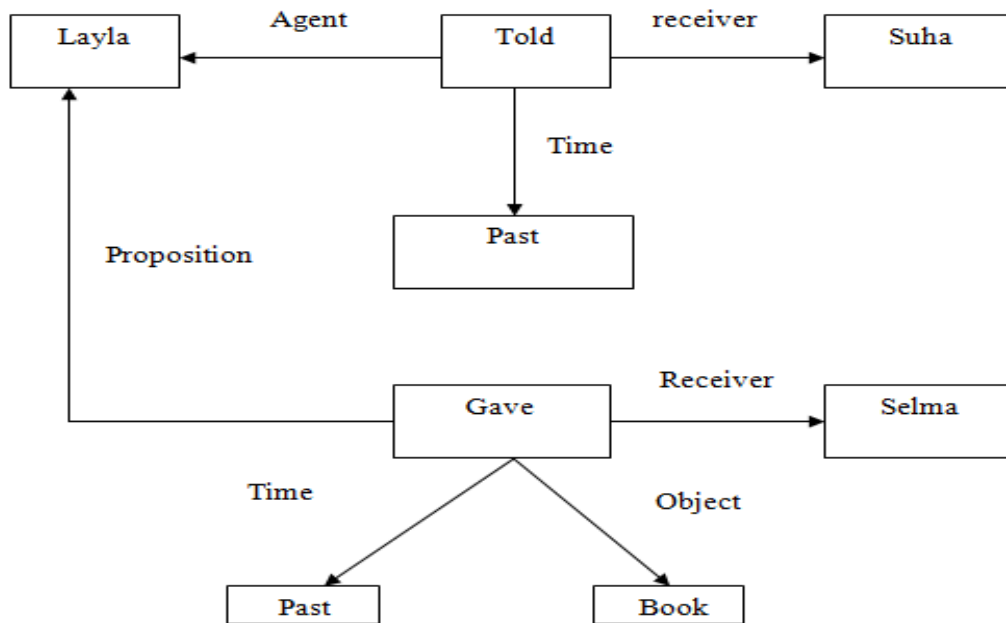 Layla
Agent
Told
receiver
Suha
Time
Past
Proposition
Gave
Receiver
Selma
Time
Object
Past
Book